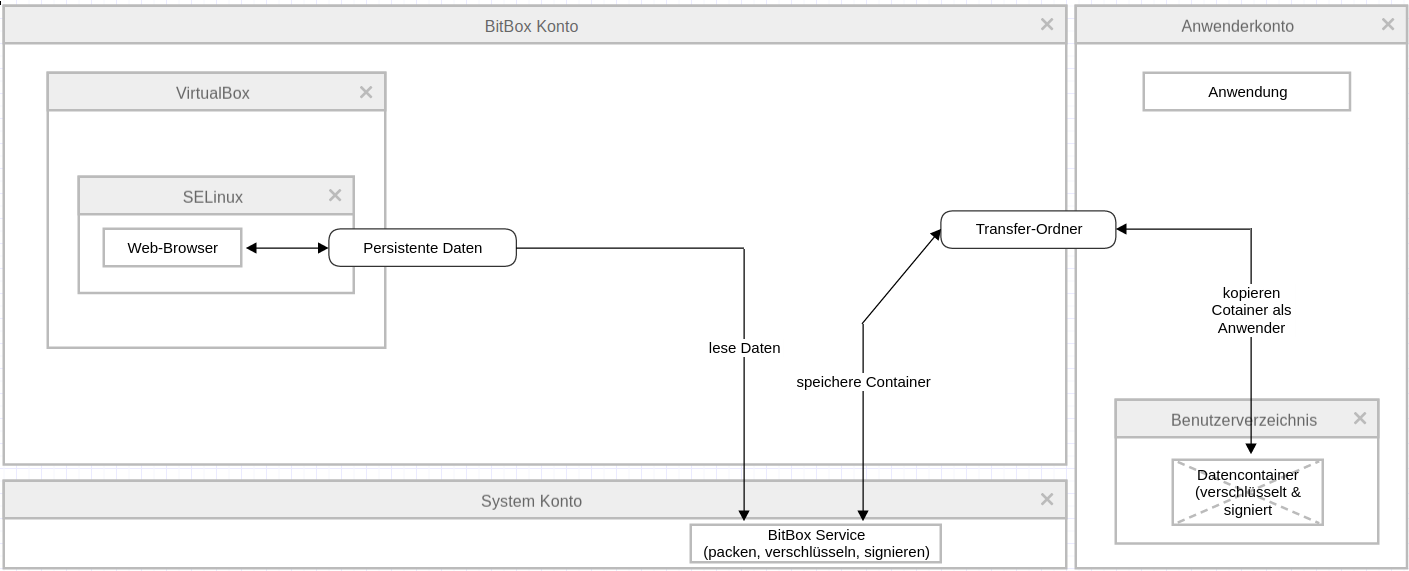 BitBox Konto
VirtualBox
SELinux
Web-Browser
Persistente Daten
lese Daten
speichere Container
Transfer-Ordner
System Konto
BitBox Service
(packen, verschlüsseln, signieren)
Anwenderkonto
Anwendung
kopieren
Cotainer als
Anwender
Benutzerverzeichnis
Datencontainer
(verschlüsselt &
signiert